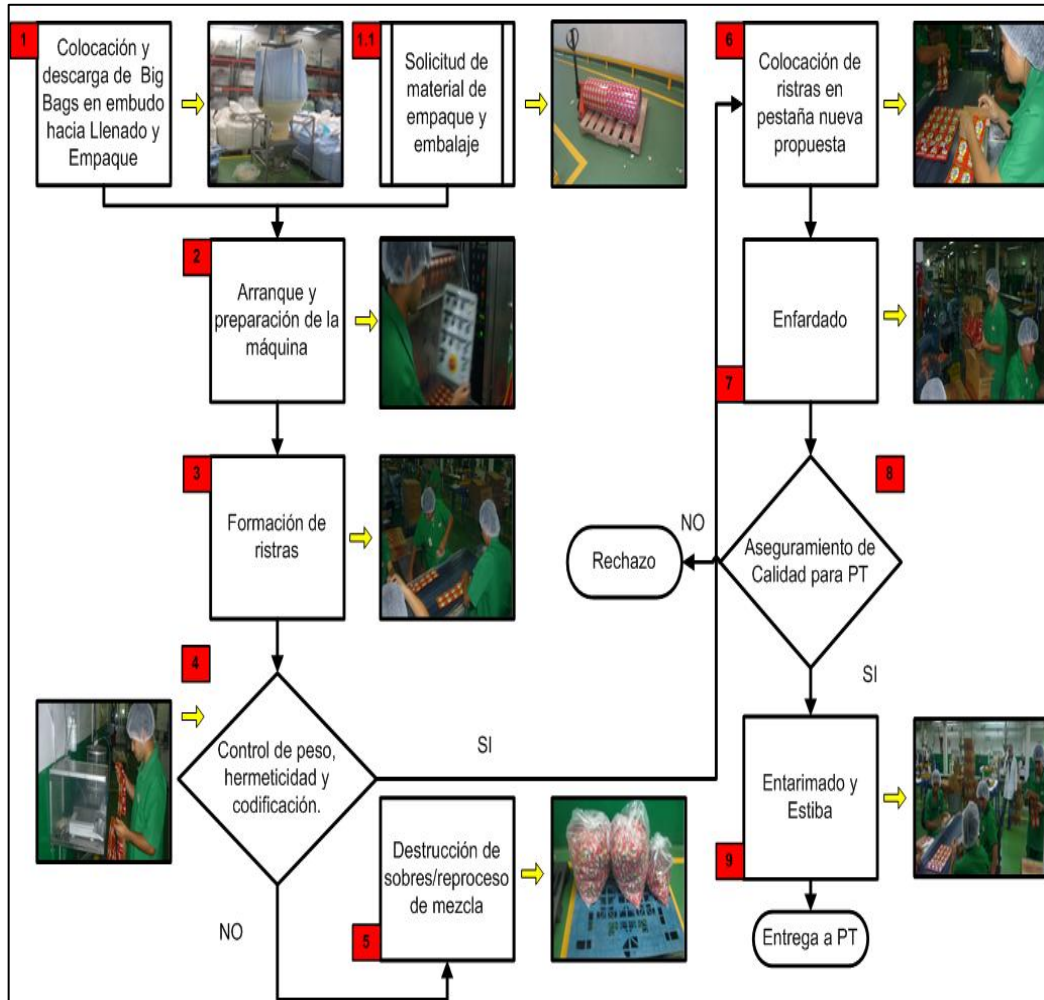 1
Colocación y
descarga de Big
Bags en embudo
hacia Llenado y
Empaque
1.1
Solicitud de
material de
empaque y
embalaje
2
Arranque y
preparación de la
máquina
3
Formación de
ristras
4
Control de peso,
hermeticidad y
codificación.
SI
NO
5
Destrucción de
sobres/reproceso
de mezcla
6
Colocación de
ristras en
pestaña nueva
propuesta
7
Enfardado
8
Aseguramiento de
Calidad para PT
NO
Rechazo
SI
9
Entarimado y
Estiba
Entrega a PT